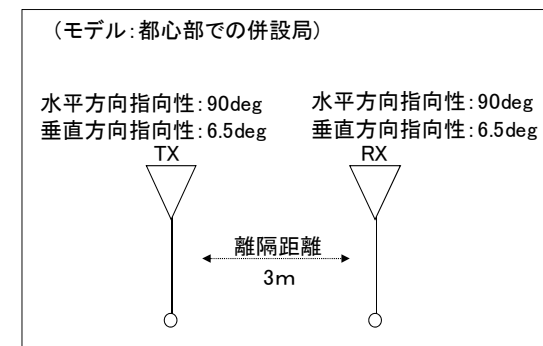 （モデル：都心部での併設局）
水平方向指向性：90deg
垂直方向指向性：6.5deg
TX
水平方向指向性：90deg
垂直方向指向性：6.5deg
RX
離隔距離
3ｍ